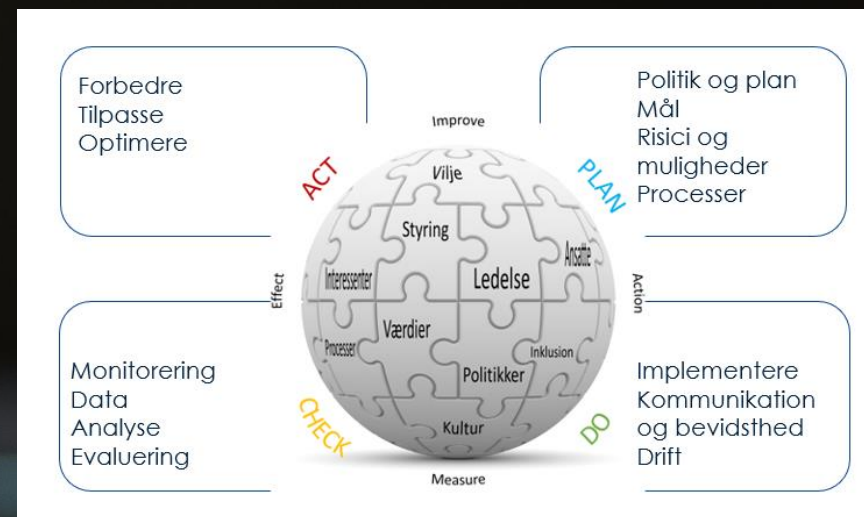 Forbedre
Tilpasse
Optimere
Politik og plan
Mål
Risici og
muligheder
Processer
Improve
ACT
PLAN
Vilje
Styring
Ansatte
Interessenter
Ledelse
Effect
Action
Værdier
Processer
Inklusion
Politikker
Kultur
CHECK
DO
Measure
Monitorering
Data
Analyse
Evaluering
Implementere
Kommunikation
og bevidsthed
Drift